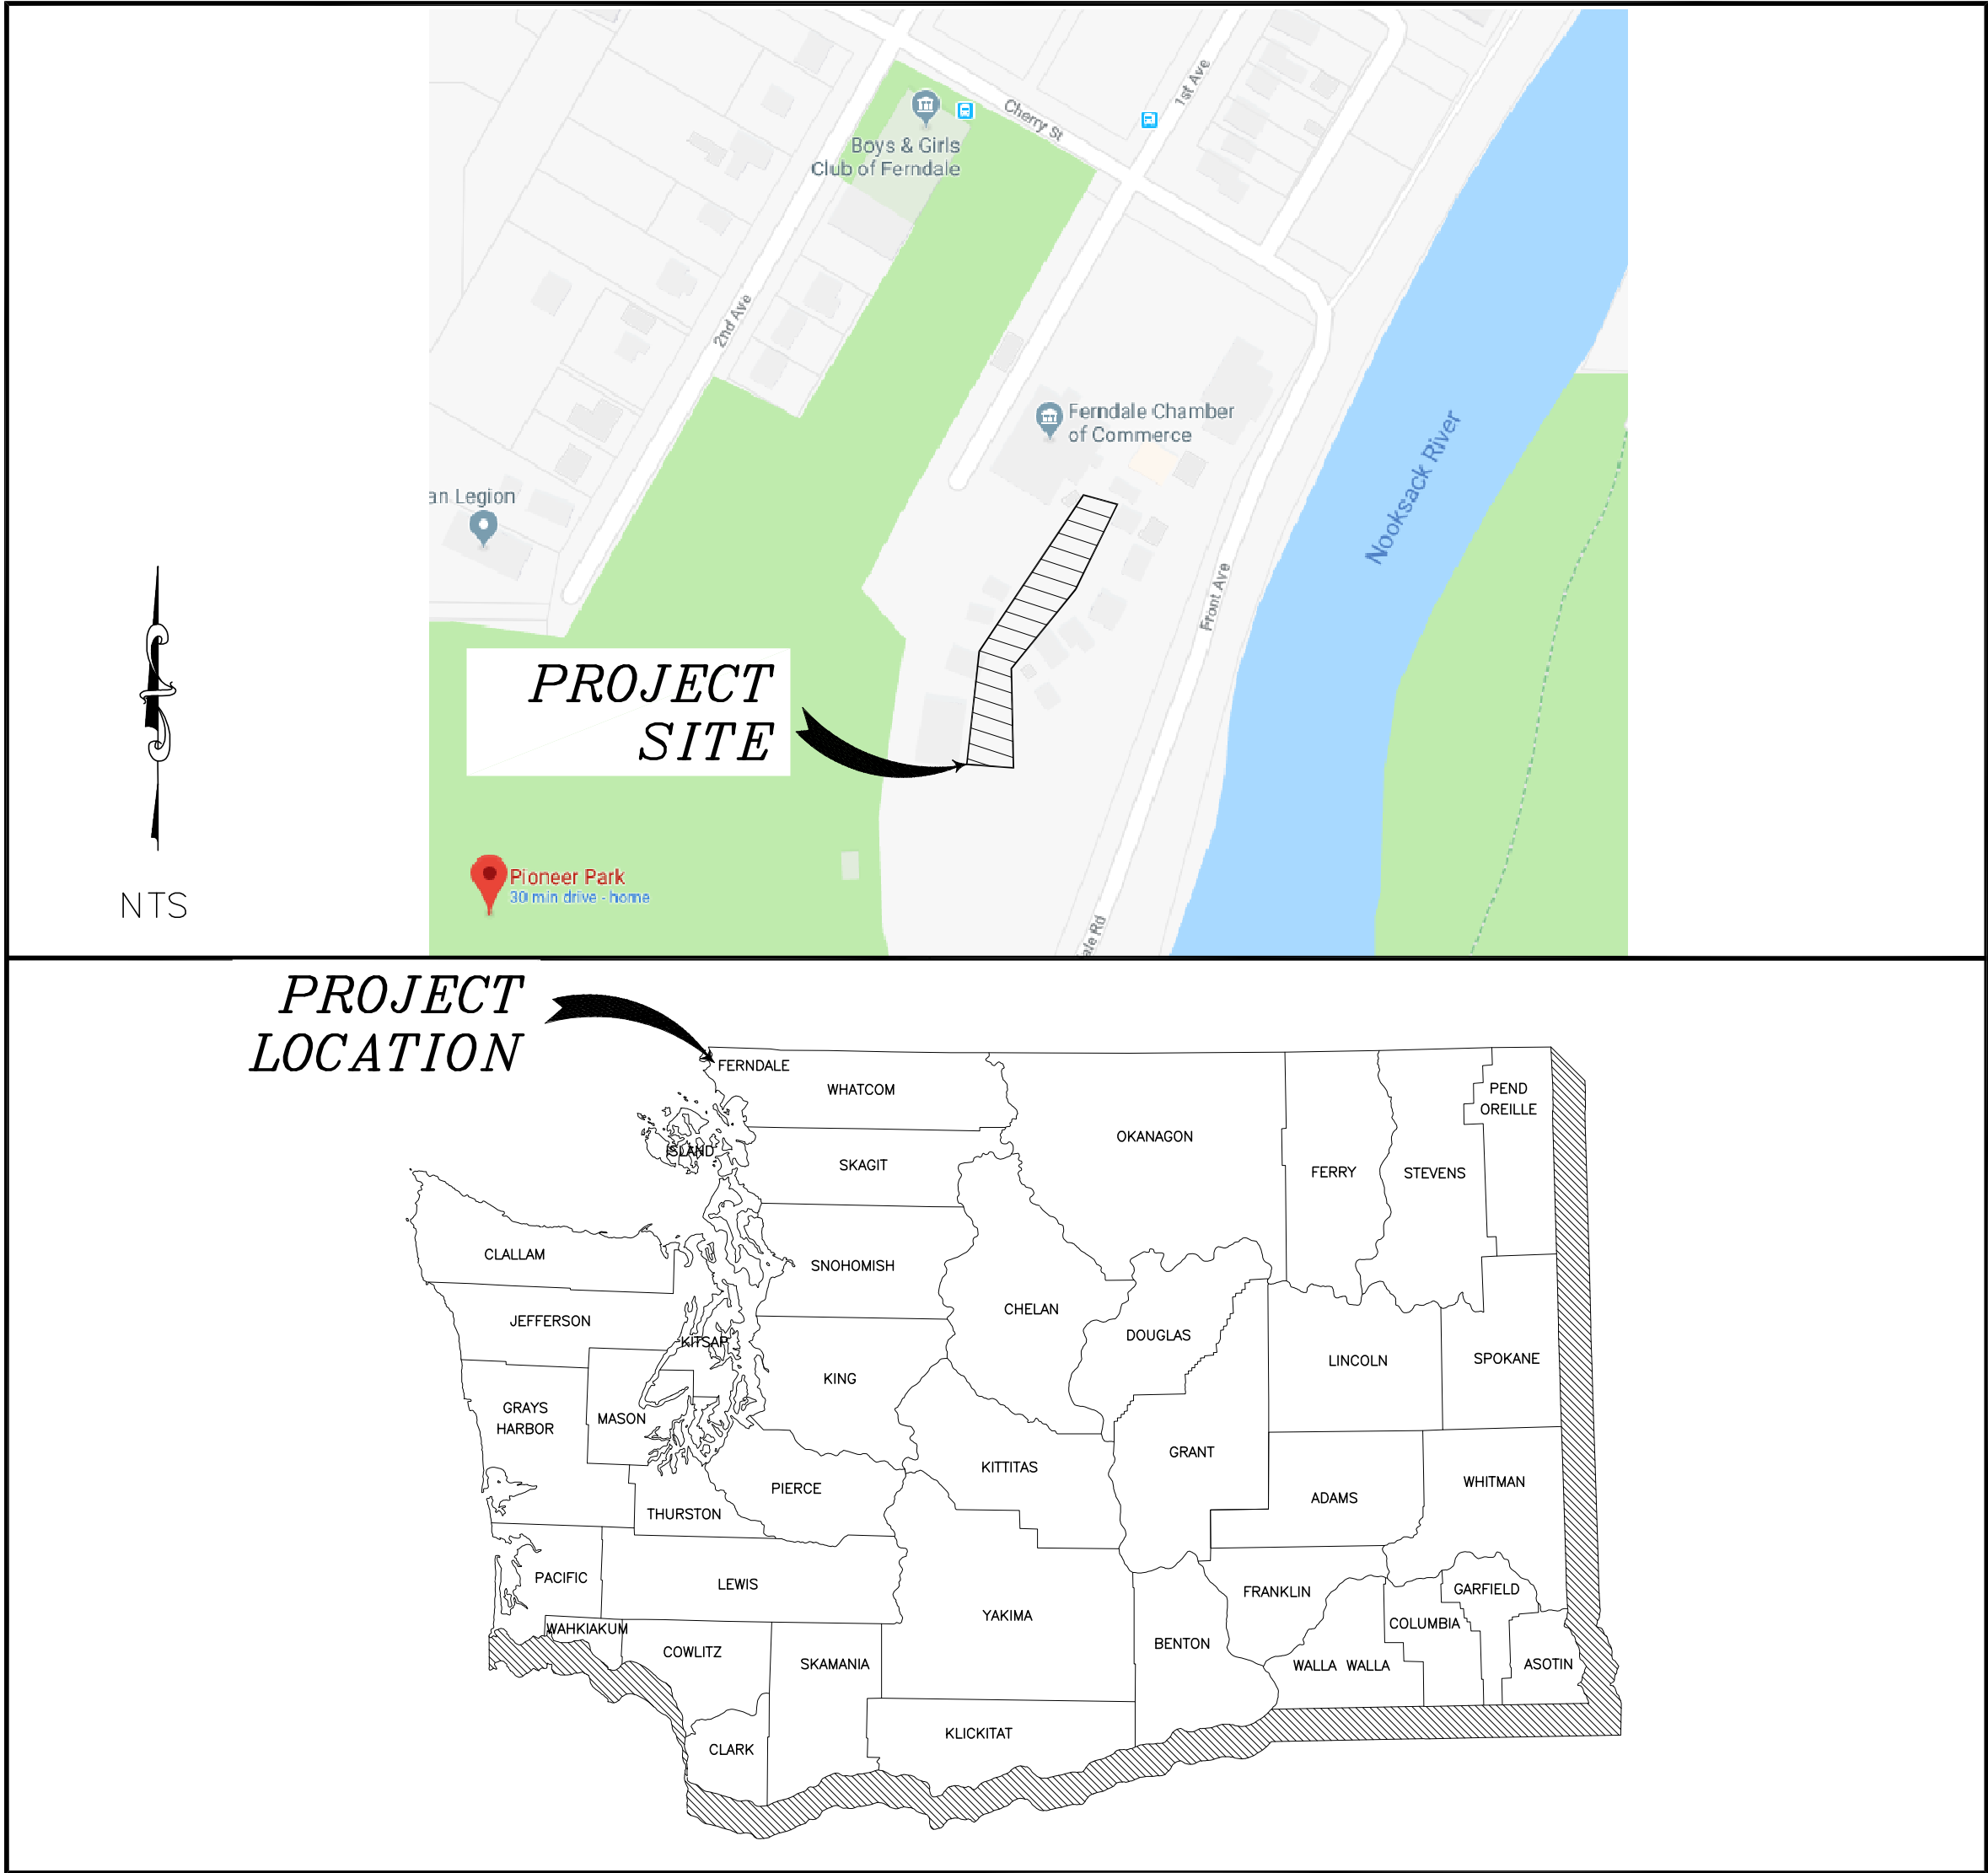 Cherry St
1st Ave
Boys & Girls
Club of Ferndale
2nd Ave
Ferndale Chamber
of Commerce
Nooksack River
an Legion
Front Ave
PROJECT
SITE
Pioneer Park
30 min drive - home
NTS
ale Rd
PROJECT
LOCATION
FERNDALE
WHATCOM
PEND
OREILLE
OKANAGON
ISLAND
SKAGIT
FERRY
STEVENS
CLALLAM
SNOHOMISH
CHELAN
JEFFERSON
DOUGLAS
KITSAP
LINCOLN
SPOKANE
KING
GRAYS
HARBOR
MASON
GRANT
KITTITAS
WHITMAN
PIERCE
ADAMS
THURSTON
PACIFIC
LEWIS
FRANKLIN
GARFIELD
YAKIMA
COLUMBIA
WAHKIAKUM
BENTON
COWLITZ
SKAMANIA
WALLA WALLA
ASOTIN
KLICKITAT
CLARK